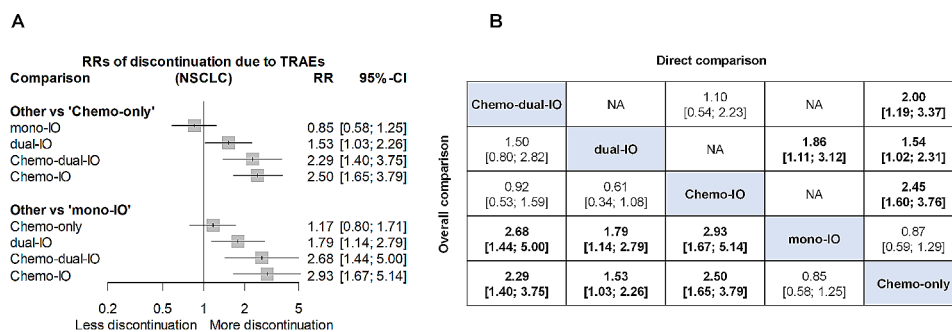 A
RRs of discontinuation due to TRAEs
Comparison (NSCLC) RR 95%-CI
Other vs 'Chemo-only'
mono-IO 0.85 [0.58; 1.25]
dual-IO 1.53 [1.03; 2.26]
Chemo-dual-IO 2.29 [1.40; 3.75]
Chemo-IO 2.50 [1.65; 3.79]
Other vs 'mono-IO'
Chemo-only 1.17 [0.80; 1.71]
dual-IO 1.79 [1.14; 2.79]
Chemo-dual-IO 2.68 [1.44; 5.00]
Chemo-IO 2.93 [1.67; 5.14]
0.2 0.5 1 2 5
Less discontinuation More discontinuation
B
Direct comparison
Overall comparison
Chemo-dual-IO NA 1.10 NA 2.00
[0.54; 2.23] [1.19; 3.37]
1.50 dual-IO NA 1.86 1.54
[0.80; 2.82] [1.11; 3.12] [1.02; 2.31]
0.92 0.61 Chemo-IO NA 2.45
[0.53; 1.59] [0.34; 1.08] [1.60; 3.76]
2.68 1.79 2.93 mono-IO 0.87
[1.44; 5.00] [1.14; 2.79] [1.67; 5.14] [0.59; 1.29]
2.29 1.53 2.50 0.85 Chemo-only
[1.40; 3.75] [1.03; 2.26] [1.65; 3.79] [0.58; 1.25]